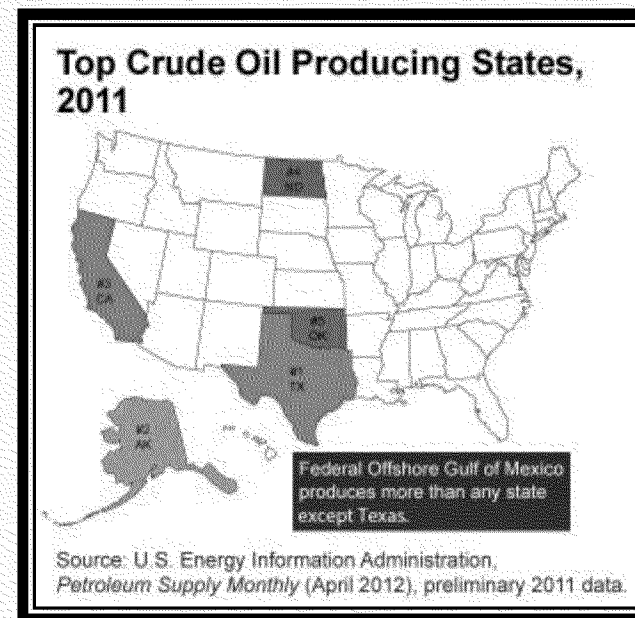 Top Crude Oil Producing States,
2011
#4
ND
#3
CA
#5
OK
#1
TX
#2
AK
Federal Offshore Gulf of Mexico
produces more than any state
except Texas.
Source: U.S. Energy Information Administration,
Petroleum Supply Monthly (April 2012), preliminary 2011 data.